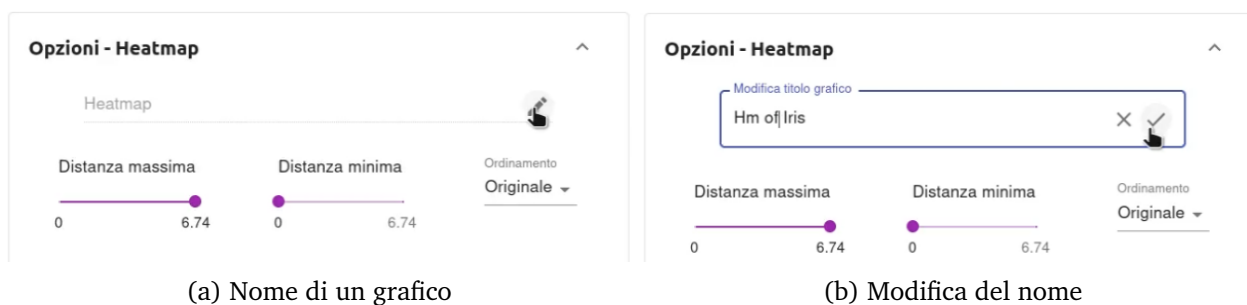 Opzioni - Heatmap
Heatmap
Distanza massima
0
6.74
Distanza minima
0
6.74
Ordinamento
Originale
(a) Nome di un grafico
Opzioni - Heatmap
Modifica titolo grafico
Hm of Iris
Distanza massima
0
6.74
Distanza minima
0
6.74
Ordinamento
Originale
(b) Modifica del nome